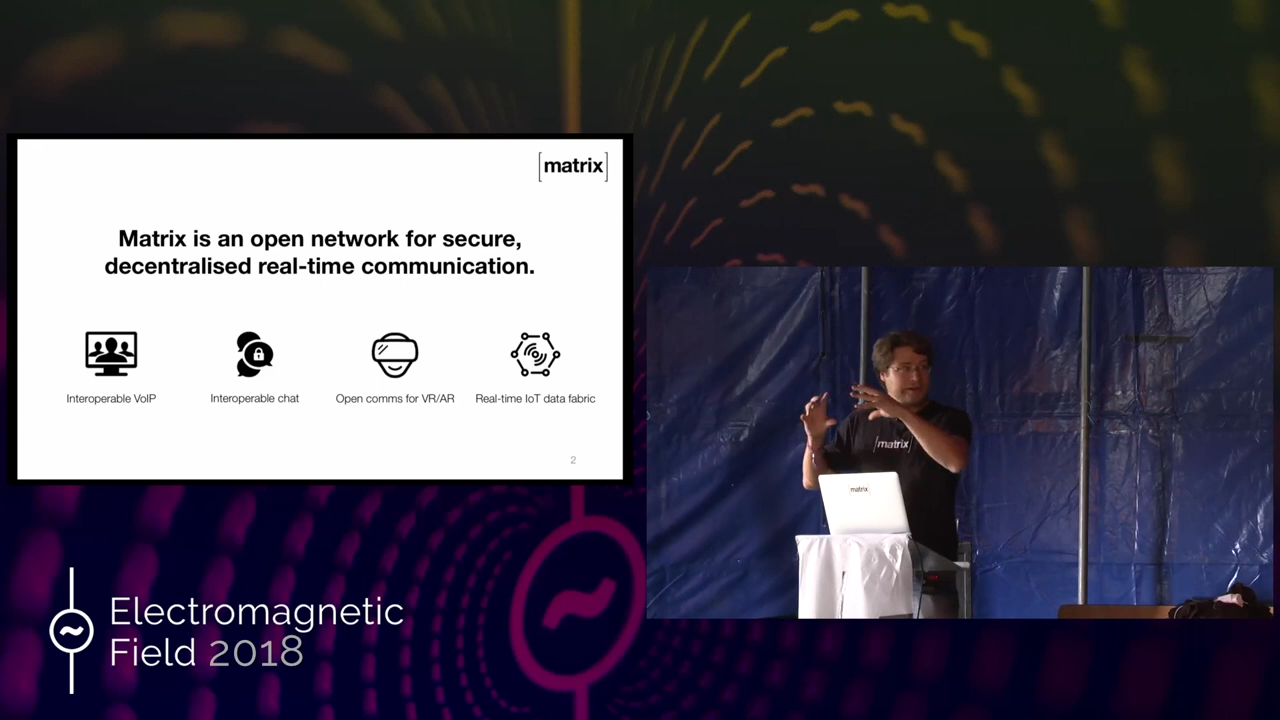 [matrix]
Matrix is an open network for secure,
decentralised real-time communication.
Interoperable VoIP
Interoperable chat
Open comms for VR/AR
Real-time IoT data fabric
2
[matrix]
matrix
Electromagnetic
Field 2018